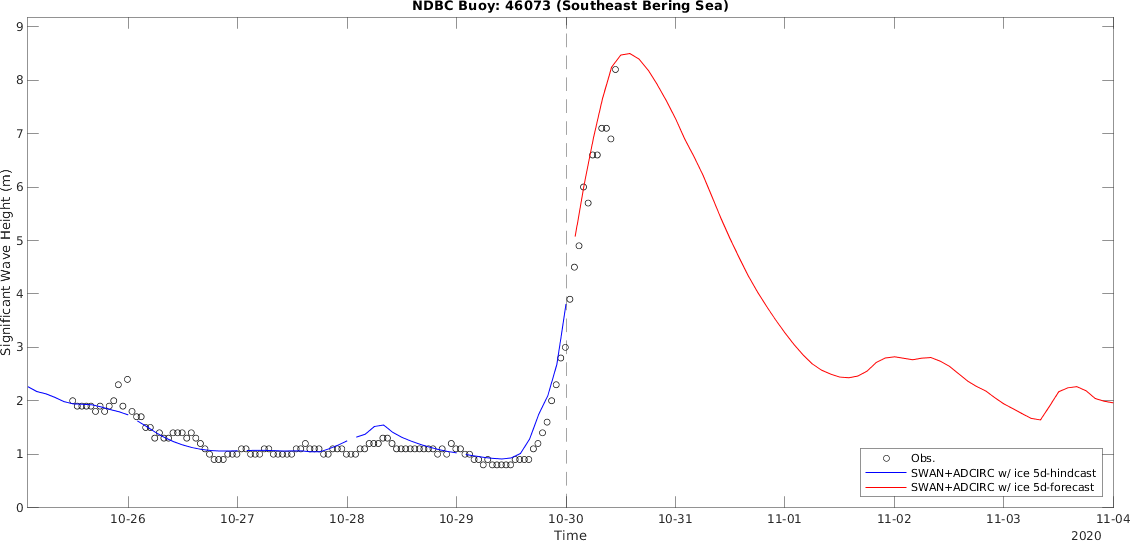 NDBC Buoy: 46073 (Southeast Bering Sea)
9
8
7
6
5
4
3
2
1
0
Significant Wave Height (m)
Obs.
SWAN+ADCIRC w/ ice 5d-hindcast
SWAN+ADCIRC w/ ice 5d-forecast
10-26 10-27 10-28 10-29 10-30 10-31 11-01 11-02 11-03 11-04
Time
2020